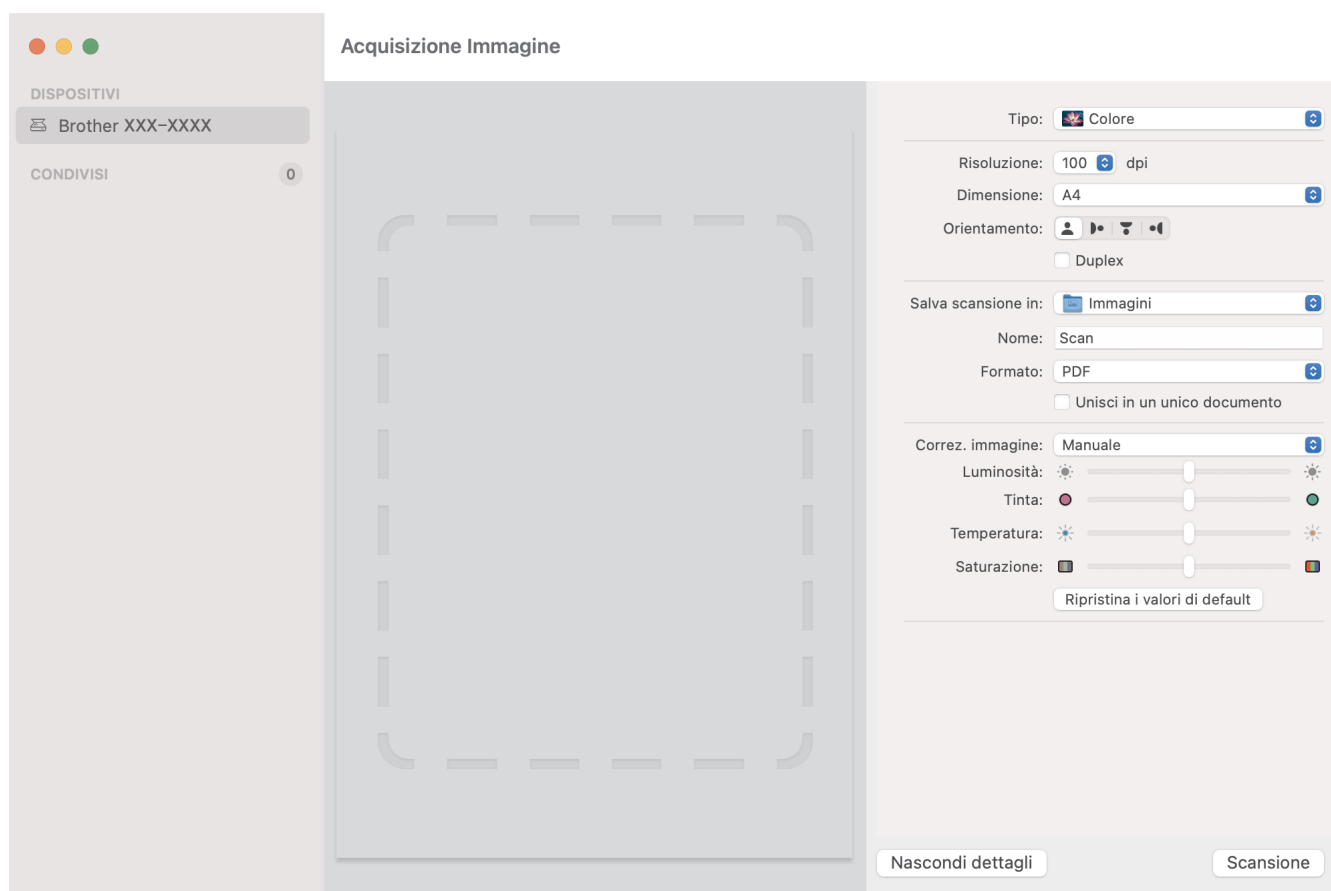 Acquisizione Immagine
DISPOSITIVI
Brother XXX-XXXX
CONDIVISI 0
Tipo: Colore
Risoluzione: 100 dpi
Dimensione: A4
Orientamento:
Duplex
Salva scansione in: Immagini
Nome: Scan
Formato: PDF
Unisci in un unico documento
Correz. immagine: Manuale
Luminosità:
Tinta:
Temperatura:
Saturazione:
Ripristina i valori di default
Nascondi dettagli Scansione